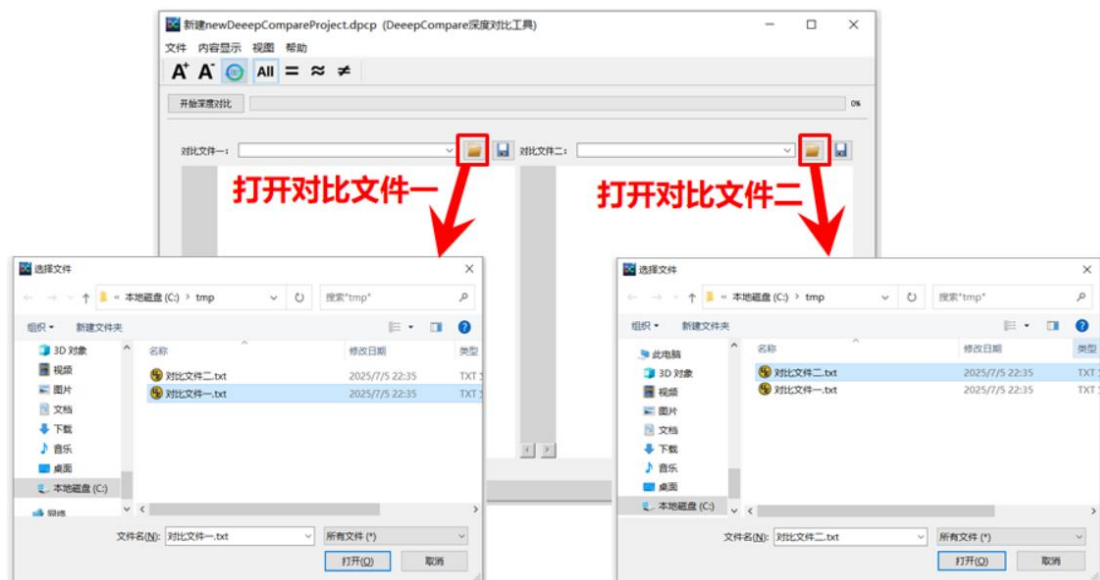 新建newDeeepCompareProject.dpcp (DeeepCompare深度对比工具)
文件 内容显示 视图 帮助
A+ A- All = ≈ ≠
开始深度对比 0%
对比文件一: 对比文件二:
打开对比文件一
打开对比文件二
选择文件
« 本地磁盘 (C:) › tmp 搜索"tmp"
组织 新建文件夹
名称 修改日期 类型
3D 对象
视频
图片
文档
下载
音乐
桌面
本地磁盘 (C:)
网络
对比文件二.txt 2025/7/5 22:35 TXT
对比文件一.txt 2025/7/5 22:35 TXT
文件名(N): 对比文件一.txt 所有文件 (*)
打开(O) 取消
选择文件
« 本地磁盘 (C:) › tmp 搜索"tmp"
组织 新建文件夹
名称 修改日期 类型
此电脑
3D 对象
视频
图片
文档
下载
音乐
桌面
本地磁盘 (C:)
对比文件二.txt 2025/7/5 22:35 TXT
对比文件一.txt 2025/7/5 22:35 TXT
文件名(N): 对比文件二.txt 所有文件 (*)
打开(O) 取消